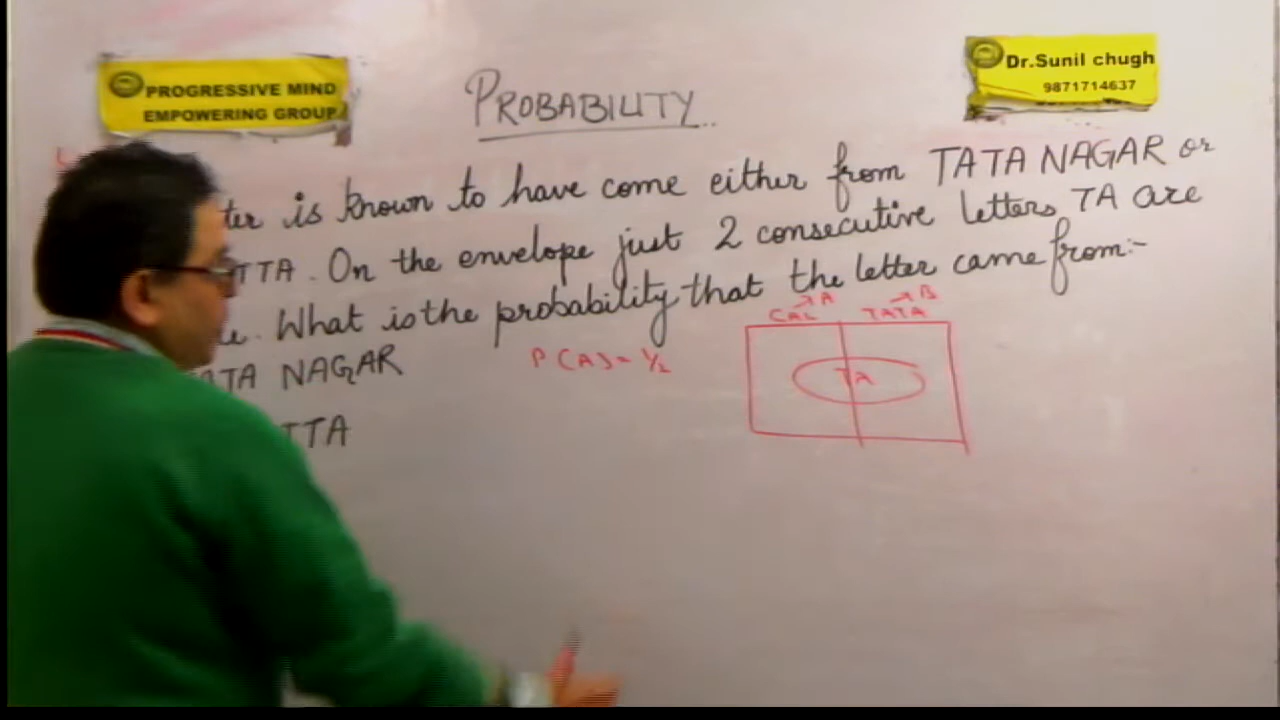 PROGRESSIVE MIND
EMPOWERING GROUP
PROBABILITY
Dr.Sunil chugh
9871714637
is known to have come either from TATA NAGAR or
TTA. On the envelope just 2 consecutive letters TA are
What is the probability that the letter came from:-
CAL → A TATA → B
P(A) = 1/2
TA
TATA NAGAR
TTA